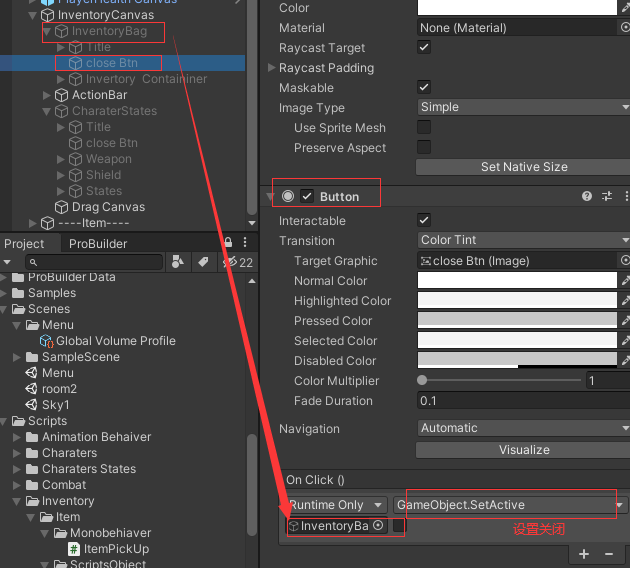 PlayerHealth Canvas
InventoryCanvas
InventoryBag
Title
close Btn
Invertory Containiner
ActionBar
CharaterStates
Title
close Btn
Weapon
Shield
States
Drag Canvas
----Item----
Project
ProBuilder
22
ProBuilder Data
Samples
Scenes
Menu
Global Volume Profile
SampleScene
Menu
room2
Sky1
Scripts
Animation Behaiver
Charaters
Charaters States
Combat
Inventory
Item
Monobehiaver
ItemPickUp
ScriptsObject
Color
Material
None (Material)
Raycast Target
Raycast Padding
Maskable
Image Type
Simple
Use Sprite Mesh
Preserve Aspect
Set Native Size
Button
Interactable
Transition
Color Tint
Target Graphic
close Btn (Image)
Normal Color
Highlighted Color
Pressed Color
Selected Color
Disabled Color
Color Multiplier
1
Fade Duration
0.1
Navigation
Automatic
Visualize
On Click ()
Runtime Only
GameObject.SetActive
InventoryBa
设置关闭